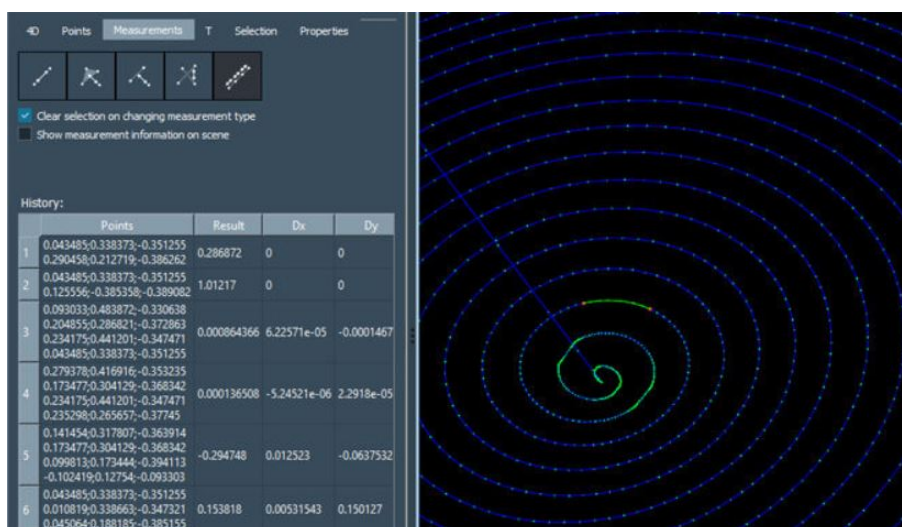 4D Points Measurements T Selection Properties
Clear selection on changing measurement type
Show measurement information on scene
History:
Points Result Dx Dy
1 0.043485;0.338373;-0.351255
0.290458;0.212719;-0.386262 0.286872 0 0
2 0.043485;0.338373;-0.351255
0.125556;-0.385358;-0.389082 1.01217 0 0
3 0.093033;0.483872;-0.330638
0.204855;0.286821;-0.372863
0.234175;0.441201;-0.347471
0.043485;0.338373;-0.351255 0.000864366 6.22571e-05 -0.0001467
4 0.279378;0.416916;-0.353235
0.173477;0.304129;-0.368342
0.234175;0.441201;-0.347471
0.235298;0.265657;-0.37745 0.000136508 -5.24521e-06 2.2918e-05
5 0.141454;0.317807;-0.363914
0.173477;0.304129;-0.368342
0.099813;0.173444;-0.394113
-0.102419;0.12754;-0.093303 -0.294748 0.012523 -0.0637532
6 0.043485;0.338373;-0.351255
0.010819;0.338663;-0.347321
0.045064;0.188185;-0.385155 0.153818 0.00531543 0.150127